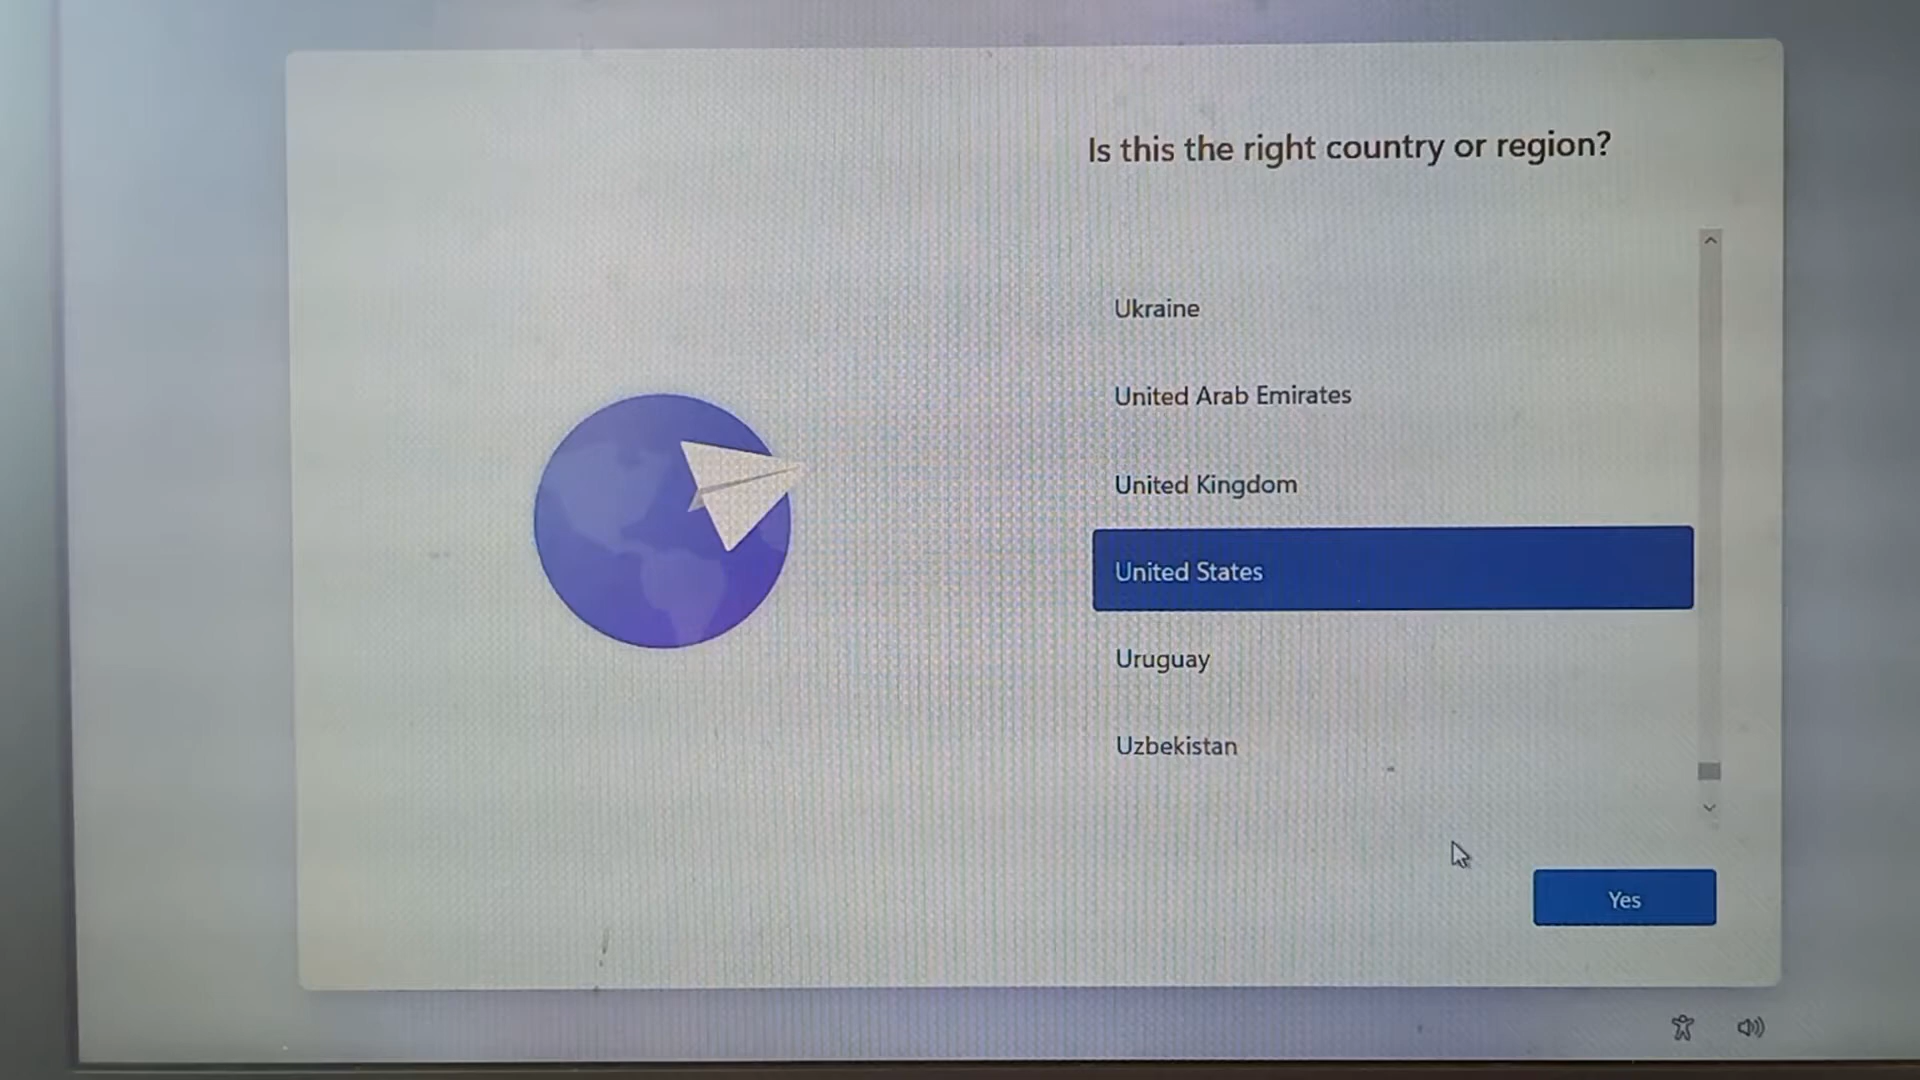 Is this the right country or region?
Ukraine
United Arab Emirates
United Kingdom
United States
Uruguay
Uzbekistan
Yes